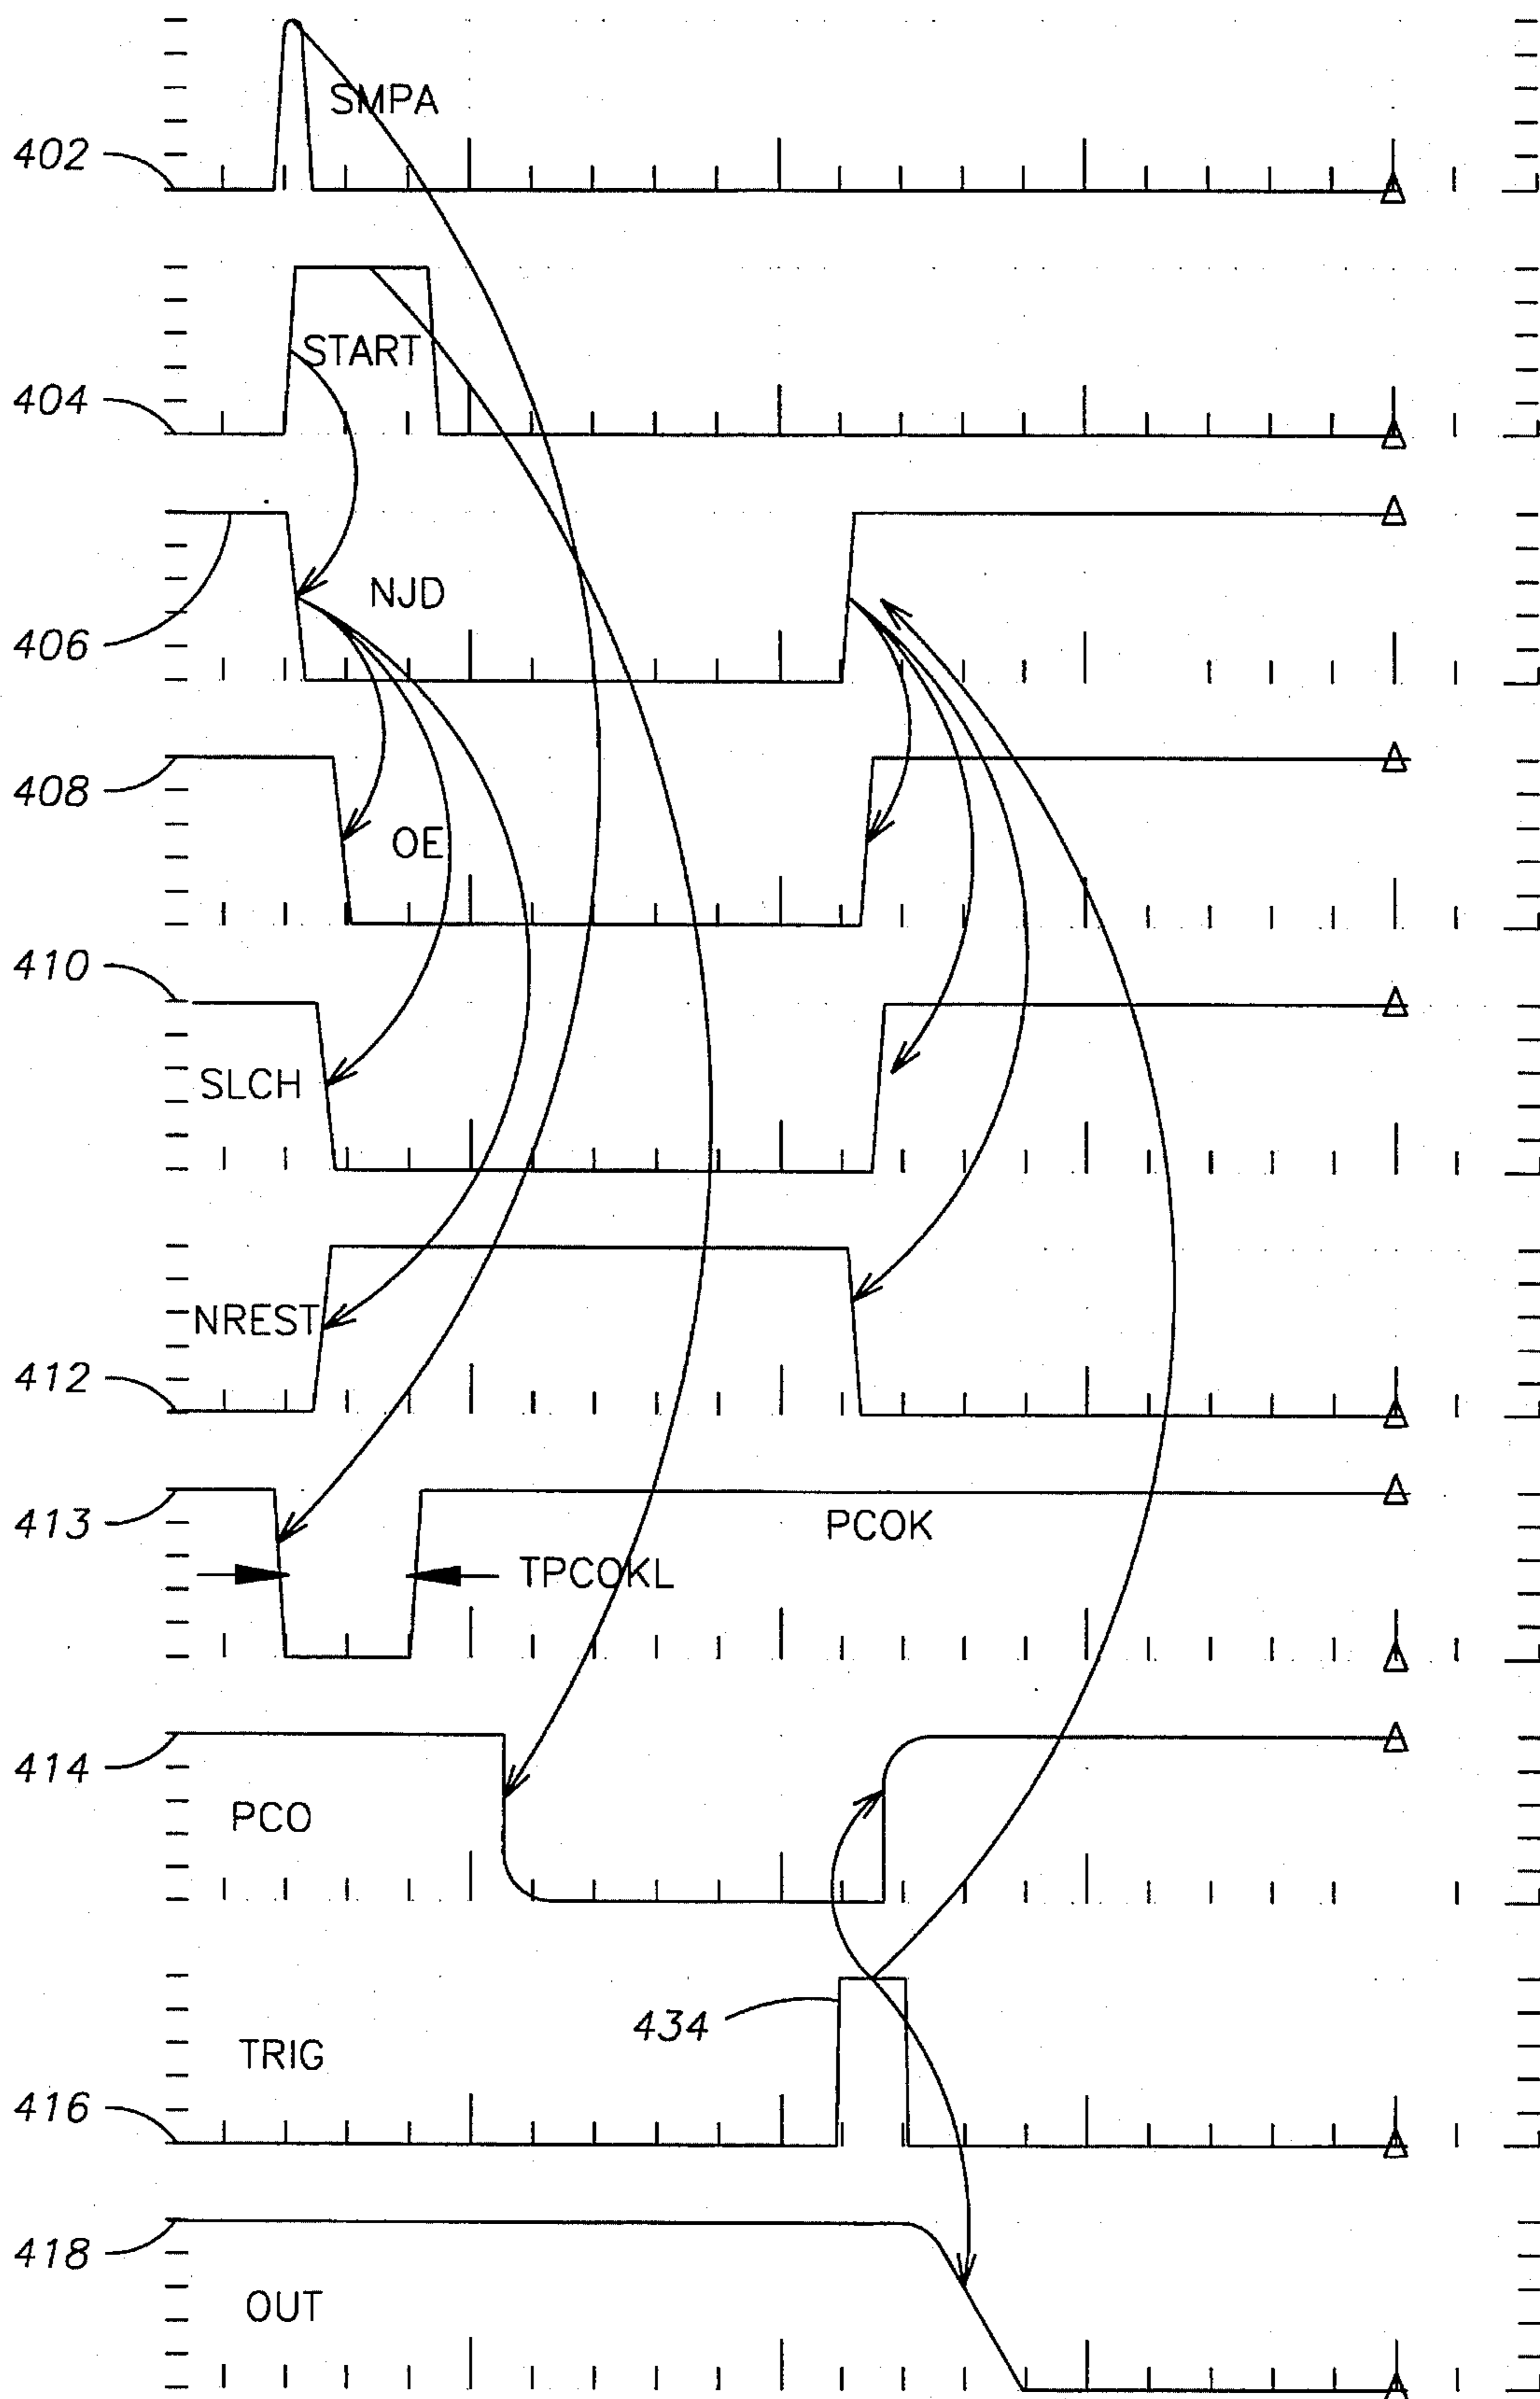 SMPA
402
START
404
NJD
406
408
OE
410
SLCH
NREST
412
413
PCOK
TPCOKL
414
PCO
434
TRIG
416
418
OUT